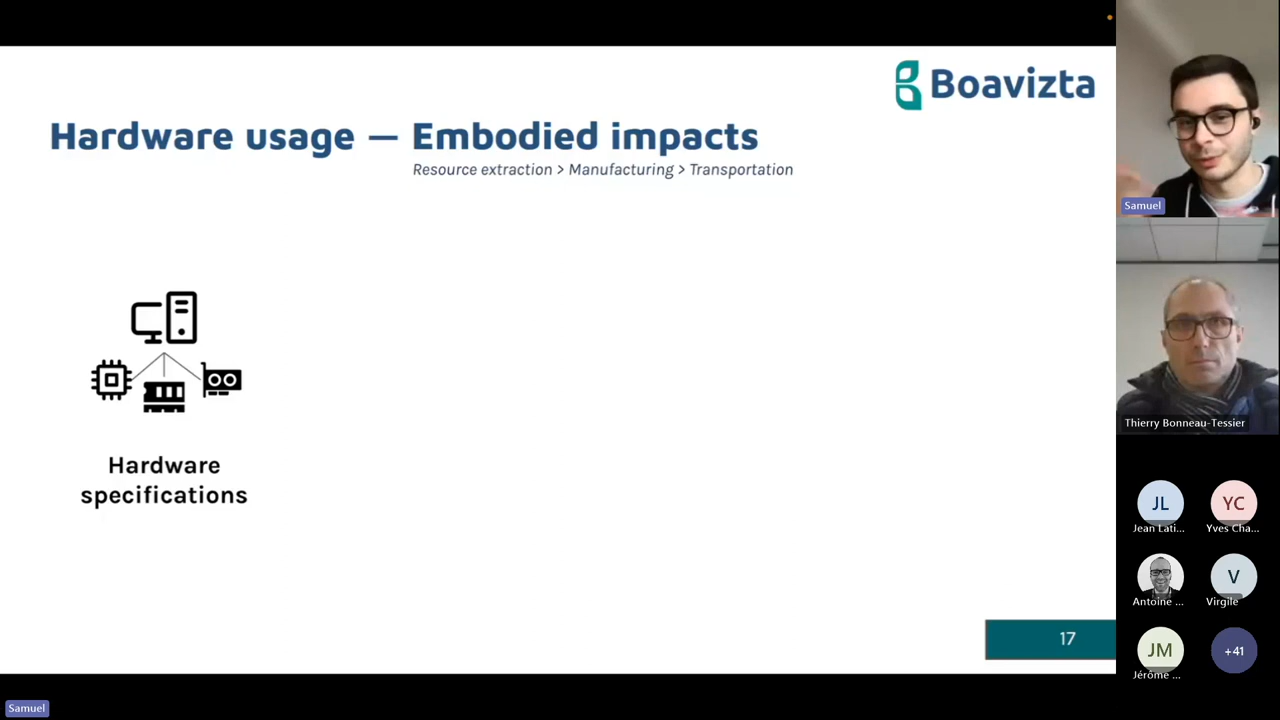 Boavizta
Hardware usage — Embodied impacts
Resource extraction > Manufacturing > Transportation
Hardware
specifications
17
Samuel
Thierry Bonneau-Tessier
JL
YC
Jean Lati...
Yves Cha...
V
Antoine ...
Virgile
JM
+41
Jérôme ...
Samuel